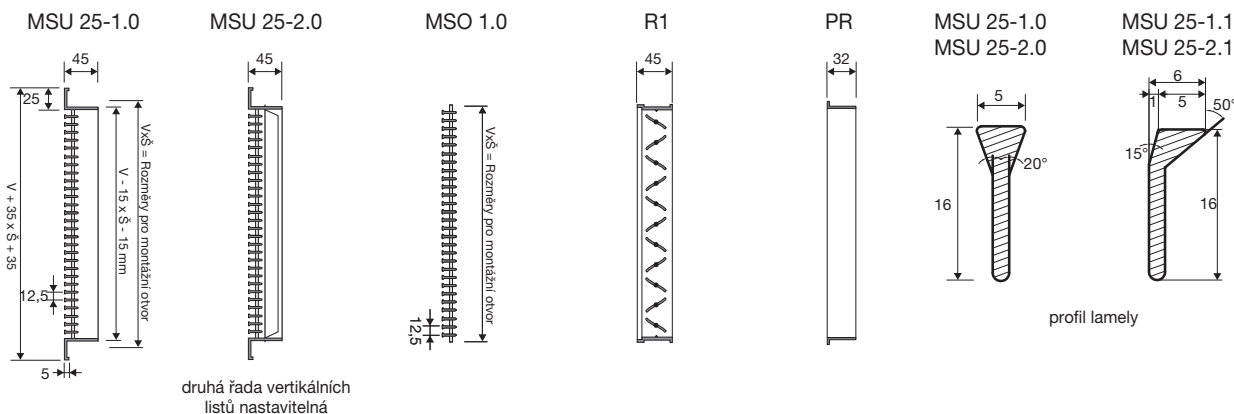 MSU 25-1.0
MSU 25-2.0
MSO 1.0
R1
PR
MSU 25-1.0
MSU 25-2.0
MSU 25-1.1
MSU 25-2.1
45
25
V + 35 x Š + 35
V - 15 x Š - 15 mm
VxŠ = Rozměry pro montážní otvor
12,5
5
45
druhá řada vertikálních
listů nastavitelná
VxŠ = Rozměry pro montážní otvor
12,5
45
32
5
20°
16
6
1
5
50°
15°
16
profil lamely